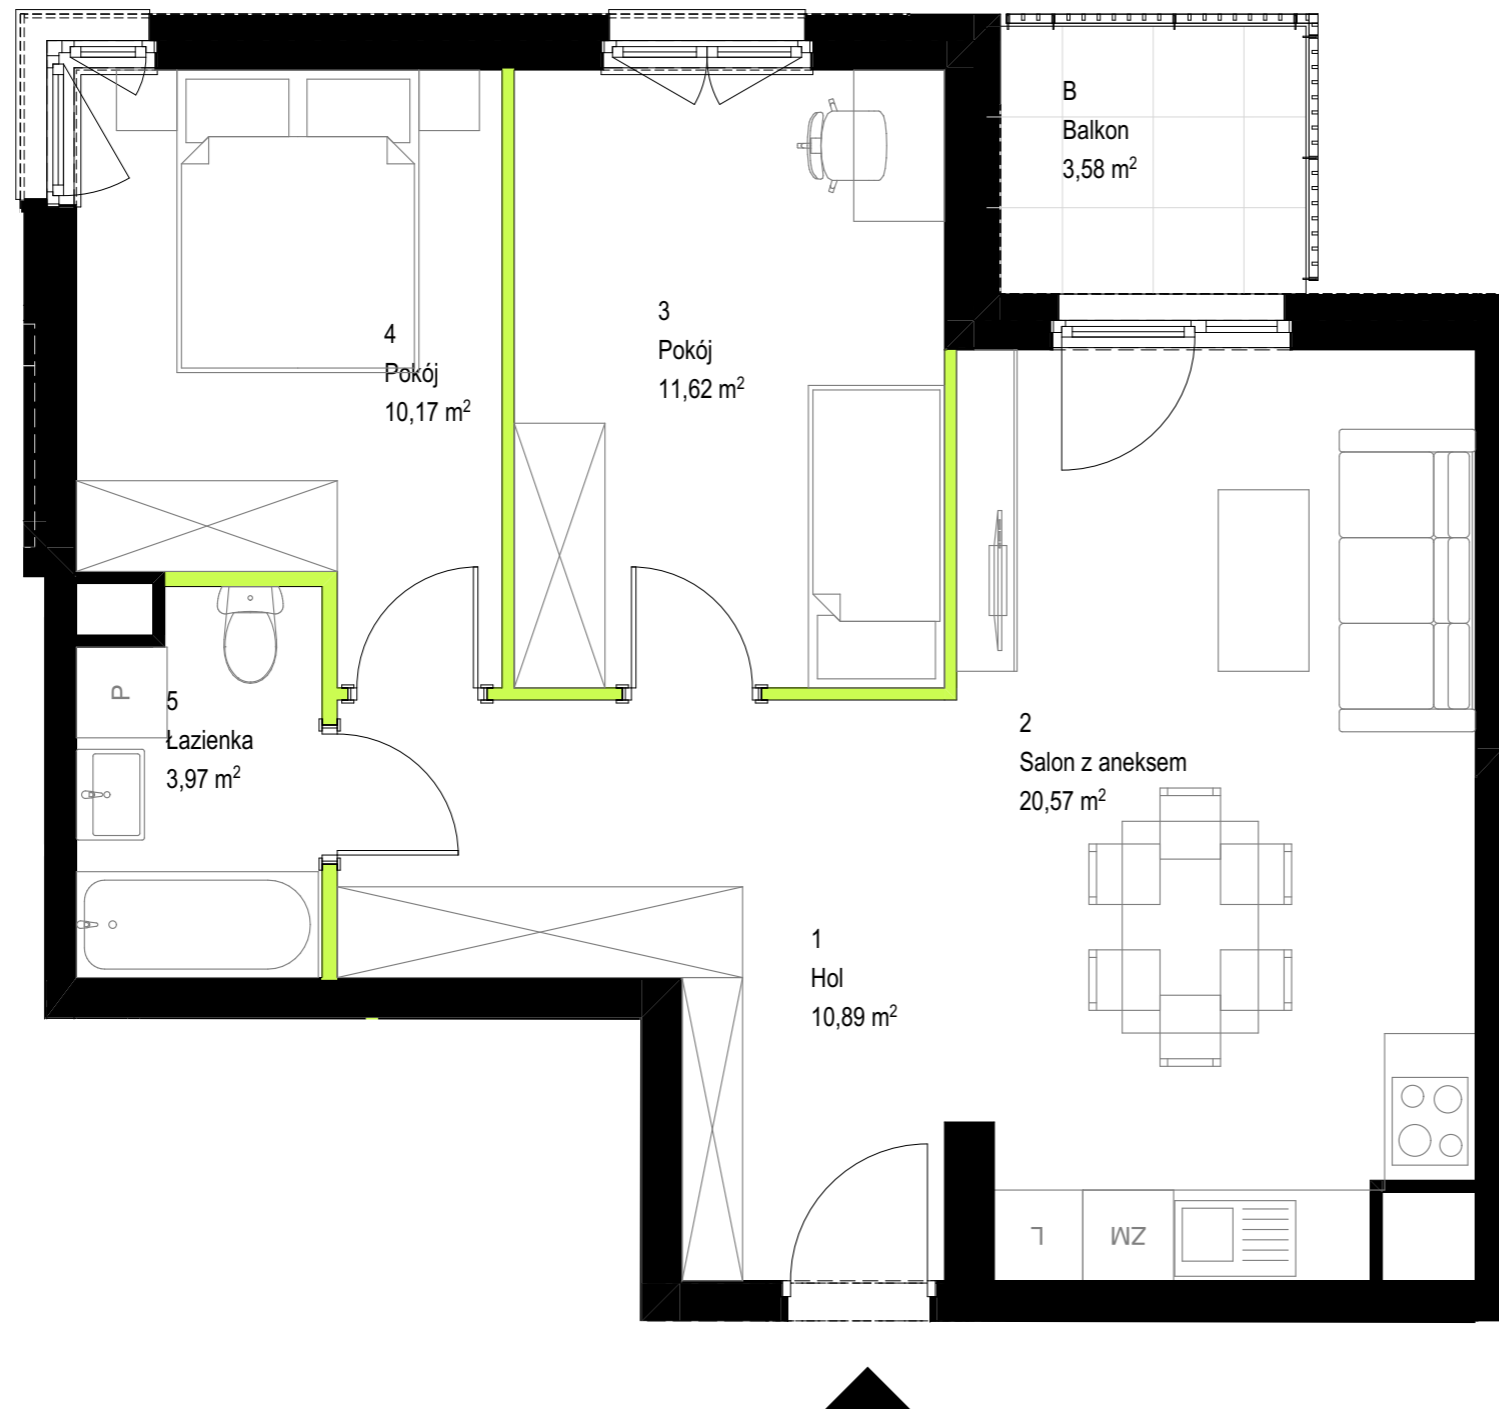 B
Balkon
3,58 m²
3
Pokój
11,62 m²
4
Pokój
10,17 m²
P
5
Łazienka
3,97 m²
2
Salon z aneksem
20,57 m²
1
Hol
10,89 m²
L
ZM